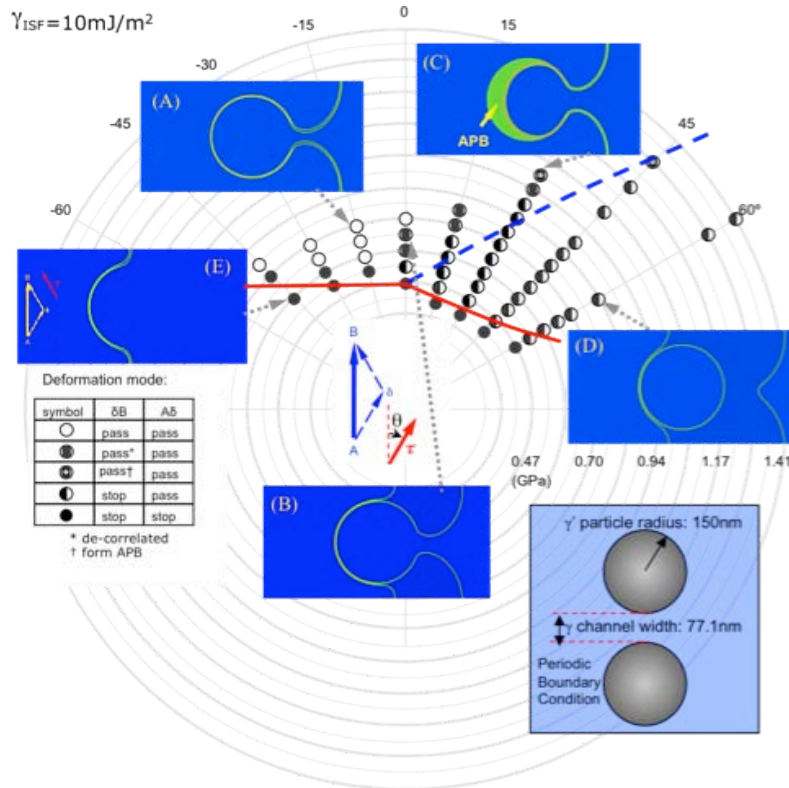 γISF=10mJ/m²
0
-15
15
-30
-45
45
-60
60°
(A)
(C)
APB
(E)
B
A
τ
(D)
B
δ
θ
A
τ
0.47 0.70 0.94 1.17 1.41
(GPa)
(B)
Deformation mode:
symbol δB Aδ
pass pass
pass* pass
pass† pass
stop pass
stop stop
* de-correlated
† form APB
γ' particle radius: 150nm
γ channel width: 77.1nm
Periodic
Boundary
Condition